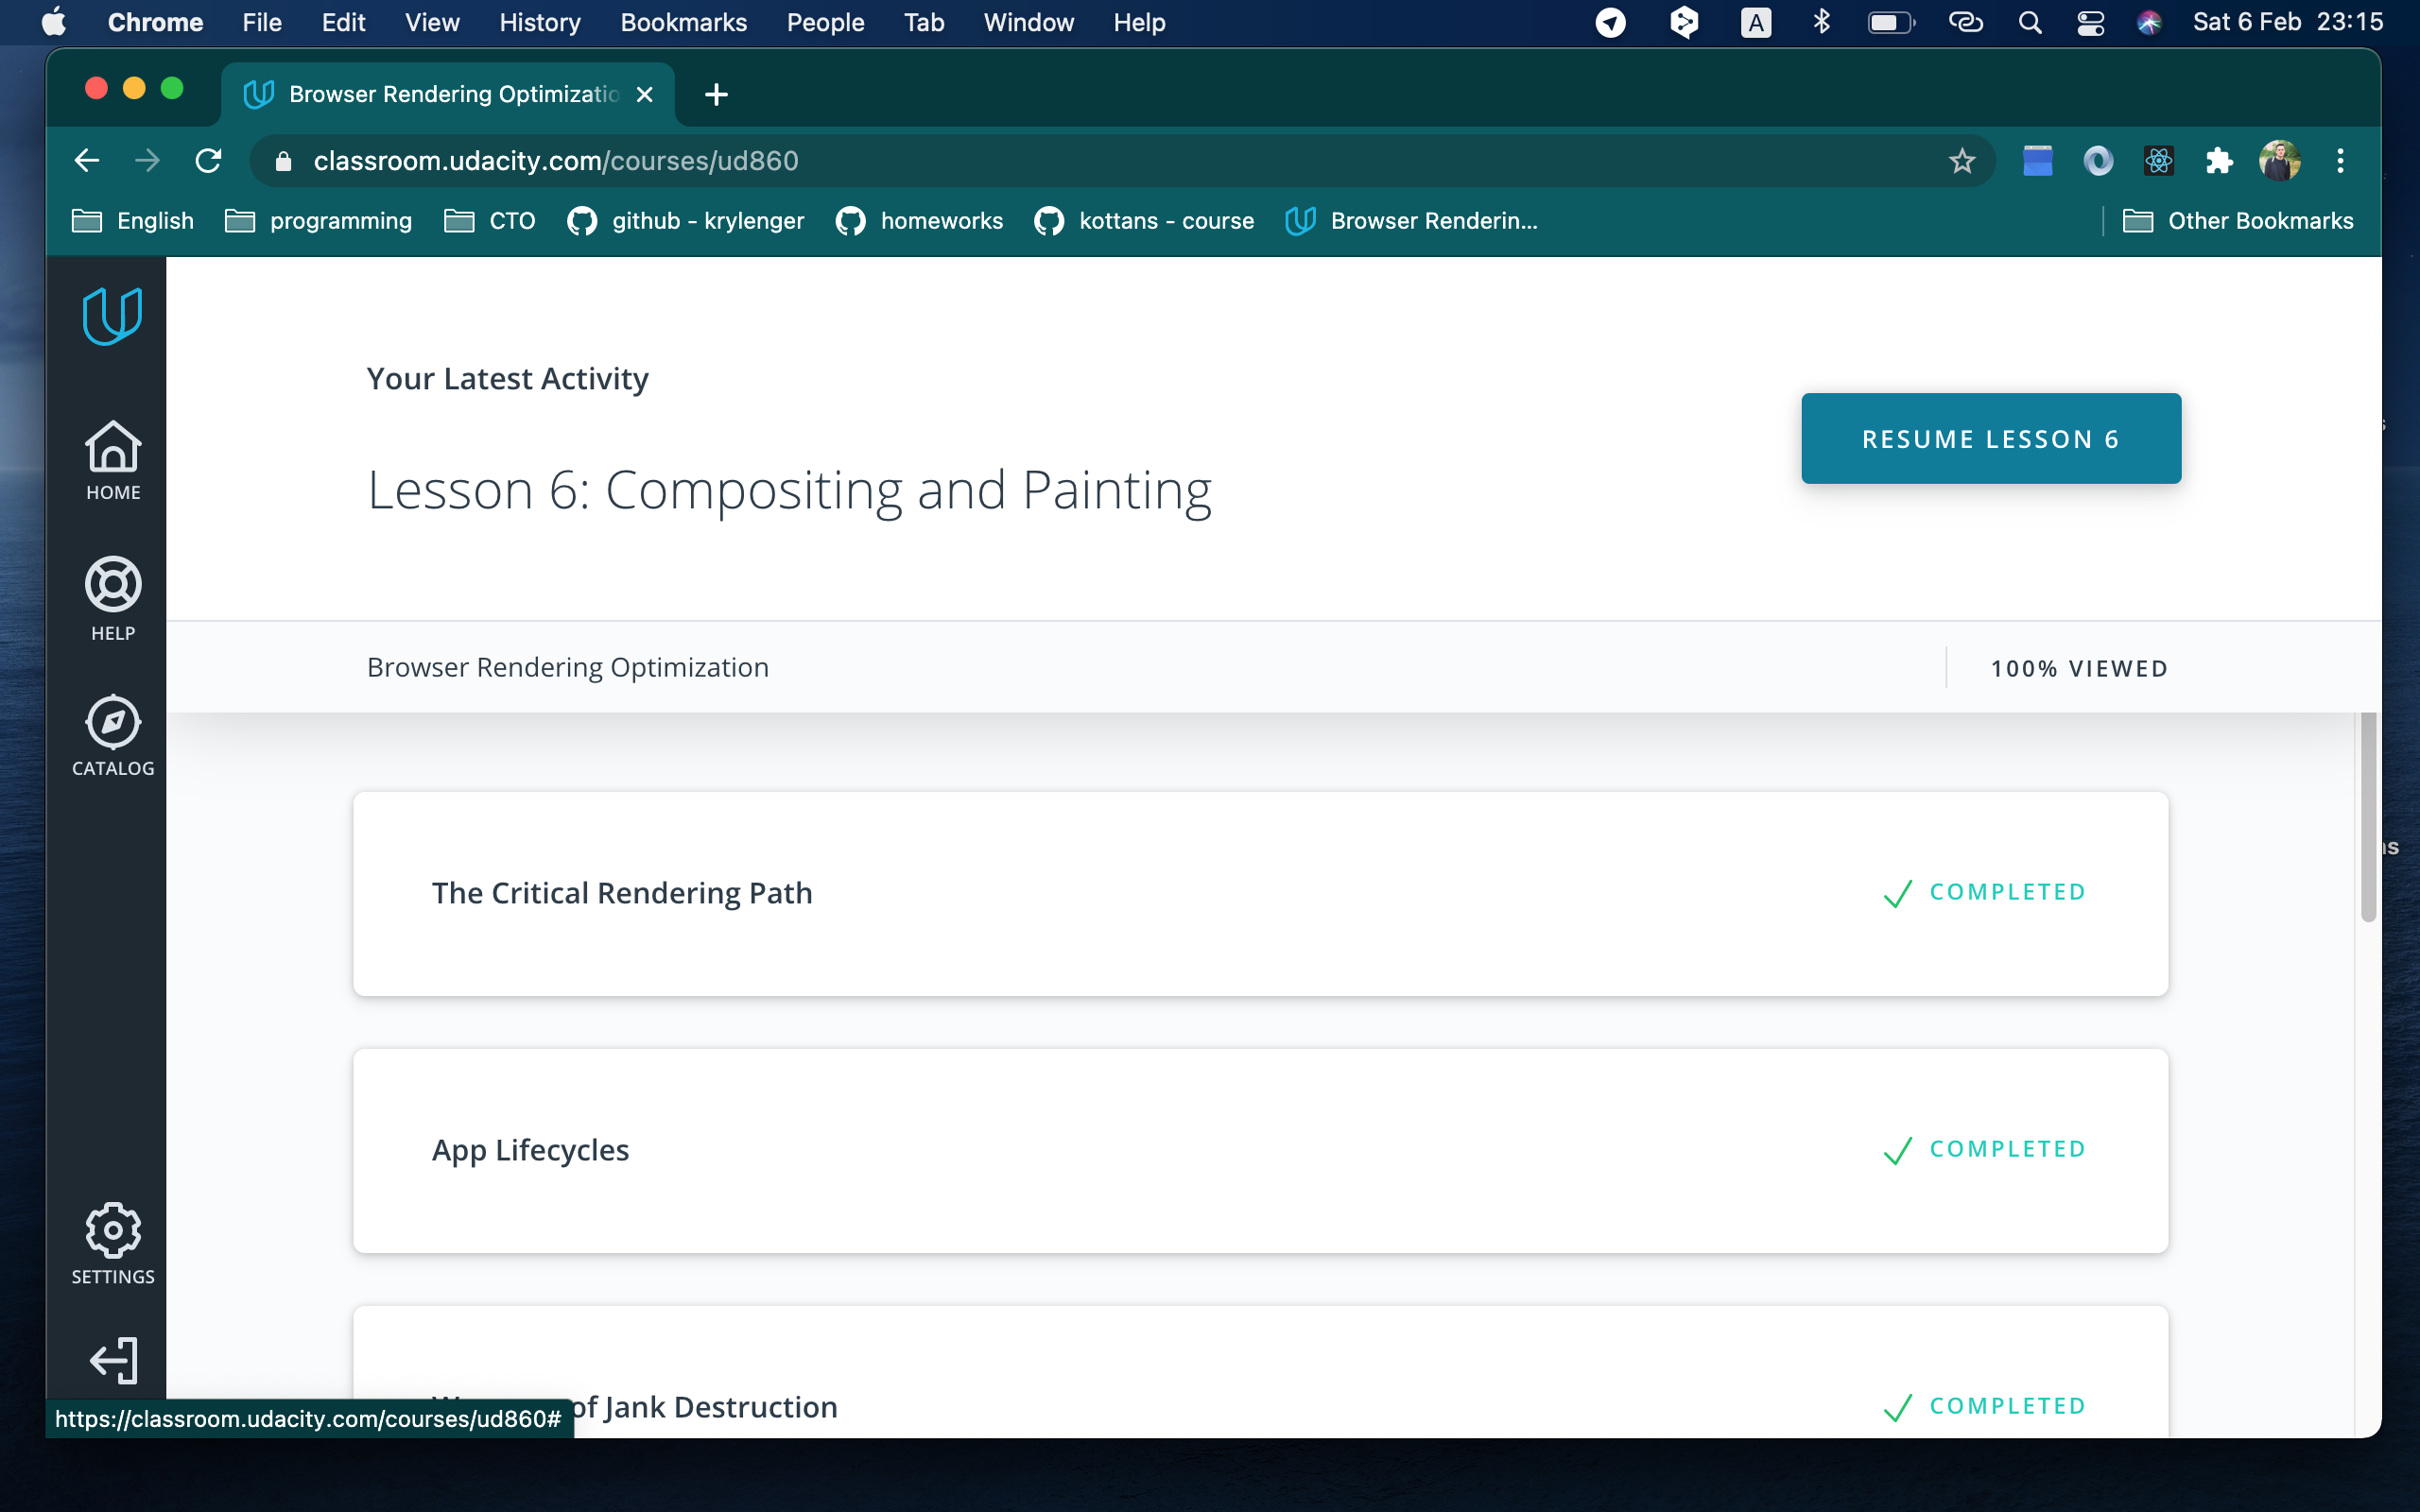 Chrome File Edit View History Bookmarks People Tab Window Help A Sat 6 Feb 23:15
Browser Rendering Optimizatio
classroom.udacity.com/courses/ud860
English programming CTO github - krylenger homeworks kottans - course Browser Renderin... Other Bookmarks
Your Latest Activity
RESUME LESSON 6
Lesson 6: Compositing and Painting
HOME
HELP
Browser Rendering Optimization 100% VIEWED
CATALOG
The Critical Rendering Path COMPLETED
App Lifecycles COMPLETED
SETTINGS
of Jank Destruction COMPLETED
https://classroom.udacity.com/courses/ud860#